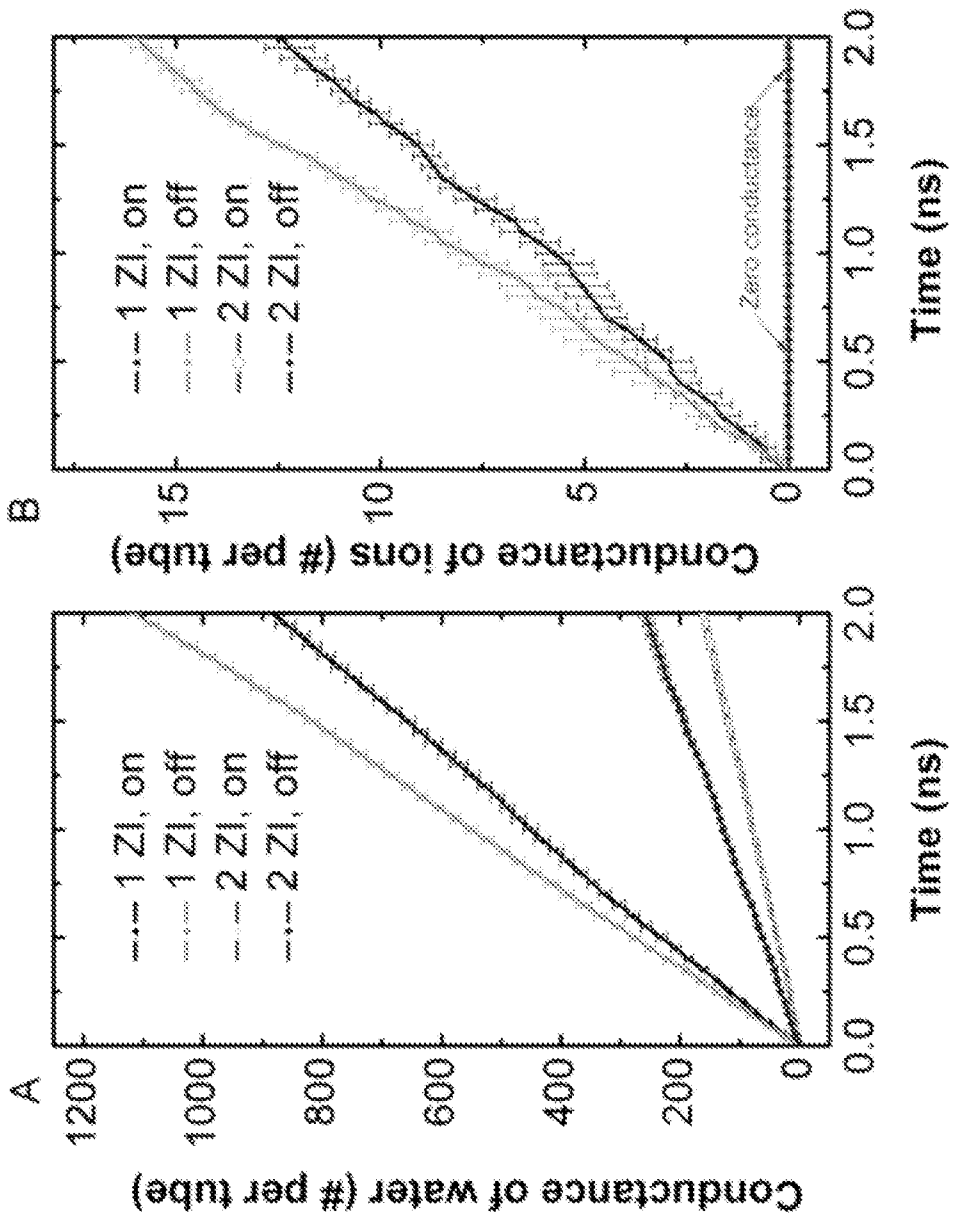 A
Conductance of water (# per tube)
1200
1000
800
600
400
200
0
1 ZI, on
1 ZI, off
2 ZI, on
2 ZI, off
0.0 0.5 1.0 1.5 2.0
Time (ns)
B
Conductance of ions (# per tube)
15
10
5
0
1 ZI, on
1 ZI, off
2 ZI, on
2 ZI, off
Zero conductance
0.0 0.5 1.0 1.5 2.0
Time (ns)